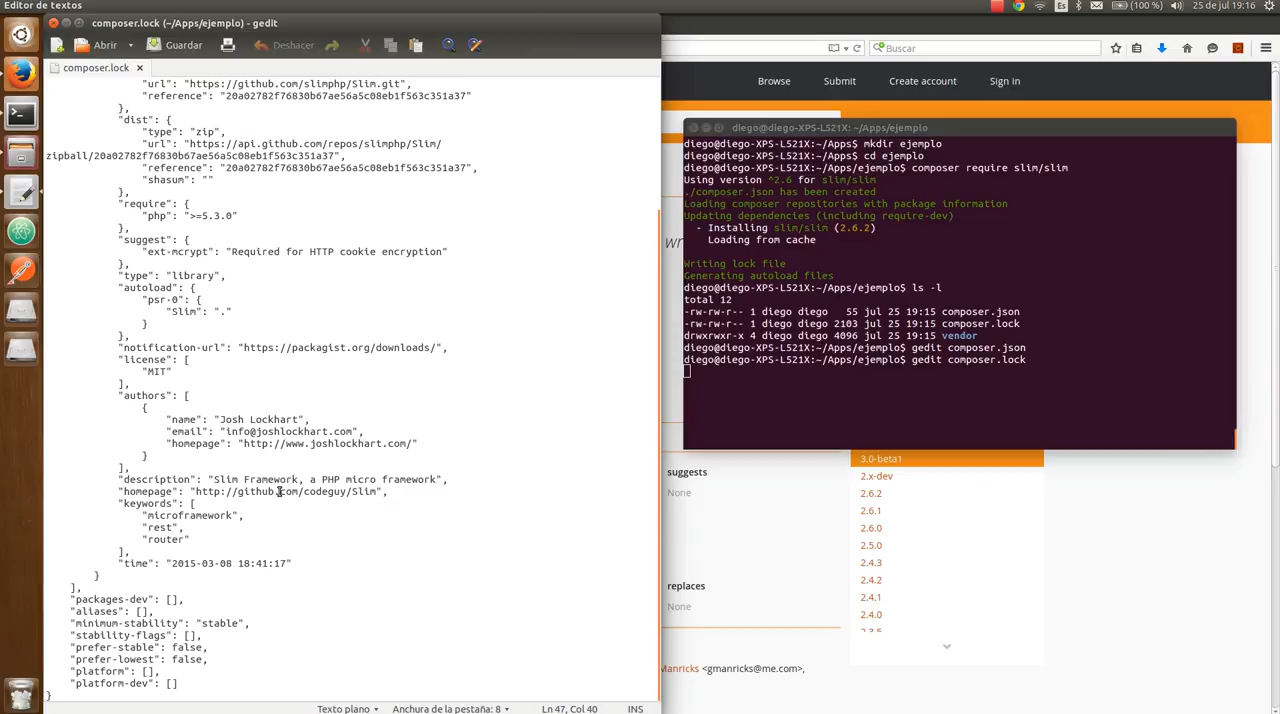 Editor de textos
Es
(100 %)
25 de jul 19:16
composer.lock (~/Apps/ejemplo) - gedit
Abrir
Guardar
Deshacer
composer.lock
"url": "https://github.com/slimphp/Slim.git",
"reference": "20a02782f76830b67ae56a5c08eb1f563c351a37"
},
"dist": {
"type": "zip",
"url": "https://api.github.com/repos/slimphp/Slim/
zipball/20a02782f76830b67ae56a5c08eb1f563c351a37",
"reference": "20a02782f76830b67ae56a5c08eb1f563c351a37",
"shasum": ""
},
"require": {
"php": ">=5.3.0"
},
"suggest": {
"ext-mcrypt": "Required for HTTP cookie encryption"
},
"type": "library",
"autoload": {
"psr-0": {
"Slim": "."
}
},
"notification-url": "https://packagist.org/downloads/",
"license": [
"MIT"
],
"authors": [
{
"name": "Josh Lockhart",
"email": "info@joshlockhart.com",
"homepage": "http://www.joshlockhart.com/"
}
],
"description": "Slim Framework, a PHP micro framework",
"homepage": "http://github.com/codeguy/Slim",
"keywords": [
"microframework",
"rest",
"router"
],
"time": "2015-03-08 18:41:17"
}
],
"packages-dev": [],
"aliases": [],
"minimum-stability": "stable",
"stability-flags": [],
"prefer-stable": false,
"prefer-lowest": false,
"platform": [],
"platform-dev": []
}
Texto plano
Anchura de la pestaña: 8
Ln 47, Col 40
INS
Buscar
Browse
Submit
Create account
Sign in
wr
diego@diego-XPS-L521X: ~/Apps/ejemplo
diego@diego-XPS-L521X:~/Apps$ mkdir ejemplo
diego@diego-XPS-L521X:~/Apps$ cd ejemplo
diego@diego-XPS-L521X:~/Apps/ejemplo$ composer require slim/slim
Using version ^2.6 for slim/slim
./composer.json has been created
Loading composer repositories with package information
Updating dependencies (including require-dev)
- Installing slim/slim (2.6.2)
Loading from cache
Writing lock file
Generating autoload files
diego@diego-XPS-L521X:~/Apps/ejemplo$ ls -l
total 12
-rw-rw-r-- 1 diego diego 55 jul 25 19:15 composer.json
-rw-rw-r-- 1 diego diego 2103 jul 25 19:15 composer.lock
drwxrwxr-x 4 diego diego 4096 jul 25 19:15 vendor
diego@diego-XPS-L521X:~/Apps/ejemplo$ gedit composer.json
diego@diego-XPS-L521X:~/Apps/ejemplo$ gedit composer.lock
suggests
None
replaces
None
Manricks <gmanricks@me.com>,
3.0-beta1
2.x-dev
2.6.2
2.6.1
2.6.0
2.5.0
2.4.3
2.4.2
2.4.1
2.4.0
2.3.5